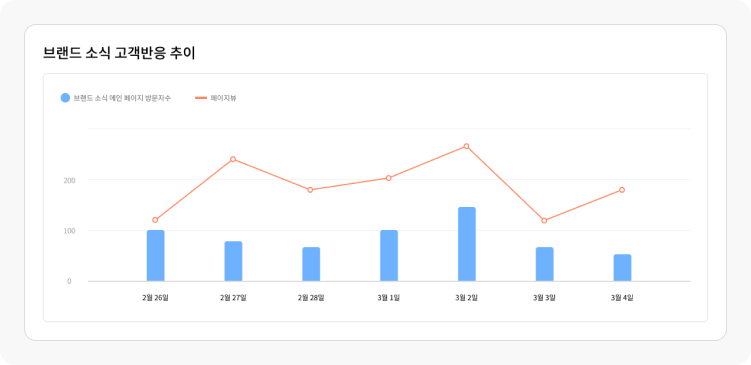 브랜드 소식 고객반응 추이
브랜드 소식 메인 페이지 방문자수 페이지뷰
200
100
0
2월 26일 2월 27일 2월 28일 3월 1일 3월 2일 3월 3일 3월 4일